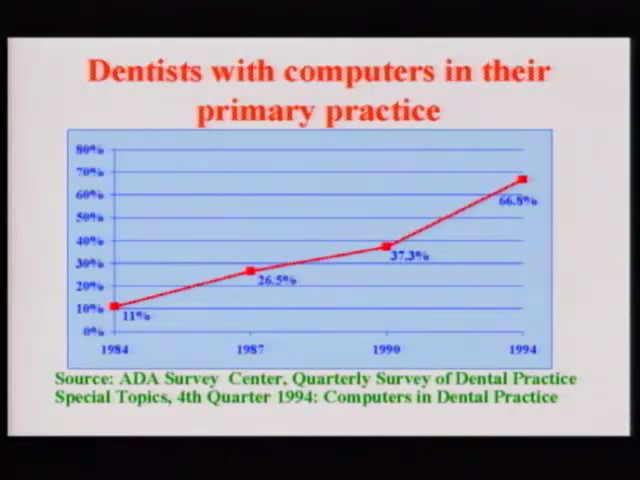 Dentists with computers in their
primary practice
80%
70%
60%
50%
40%
30%
20%
10%
0%
11%
26.5%
37.3%
66.8%
1984 1987 1990 1994
Source: ADA Survey Center, Quarterly Survey of Dental Practice
Special Topics, 4th Quarter 1994: Computers in Dental Practice